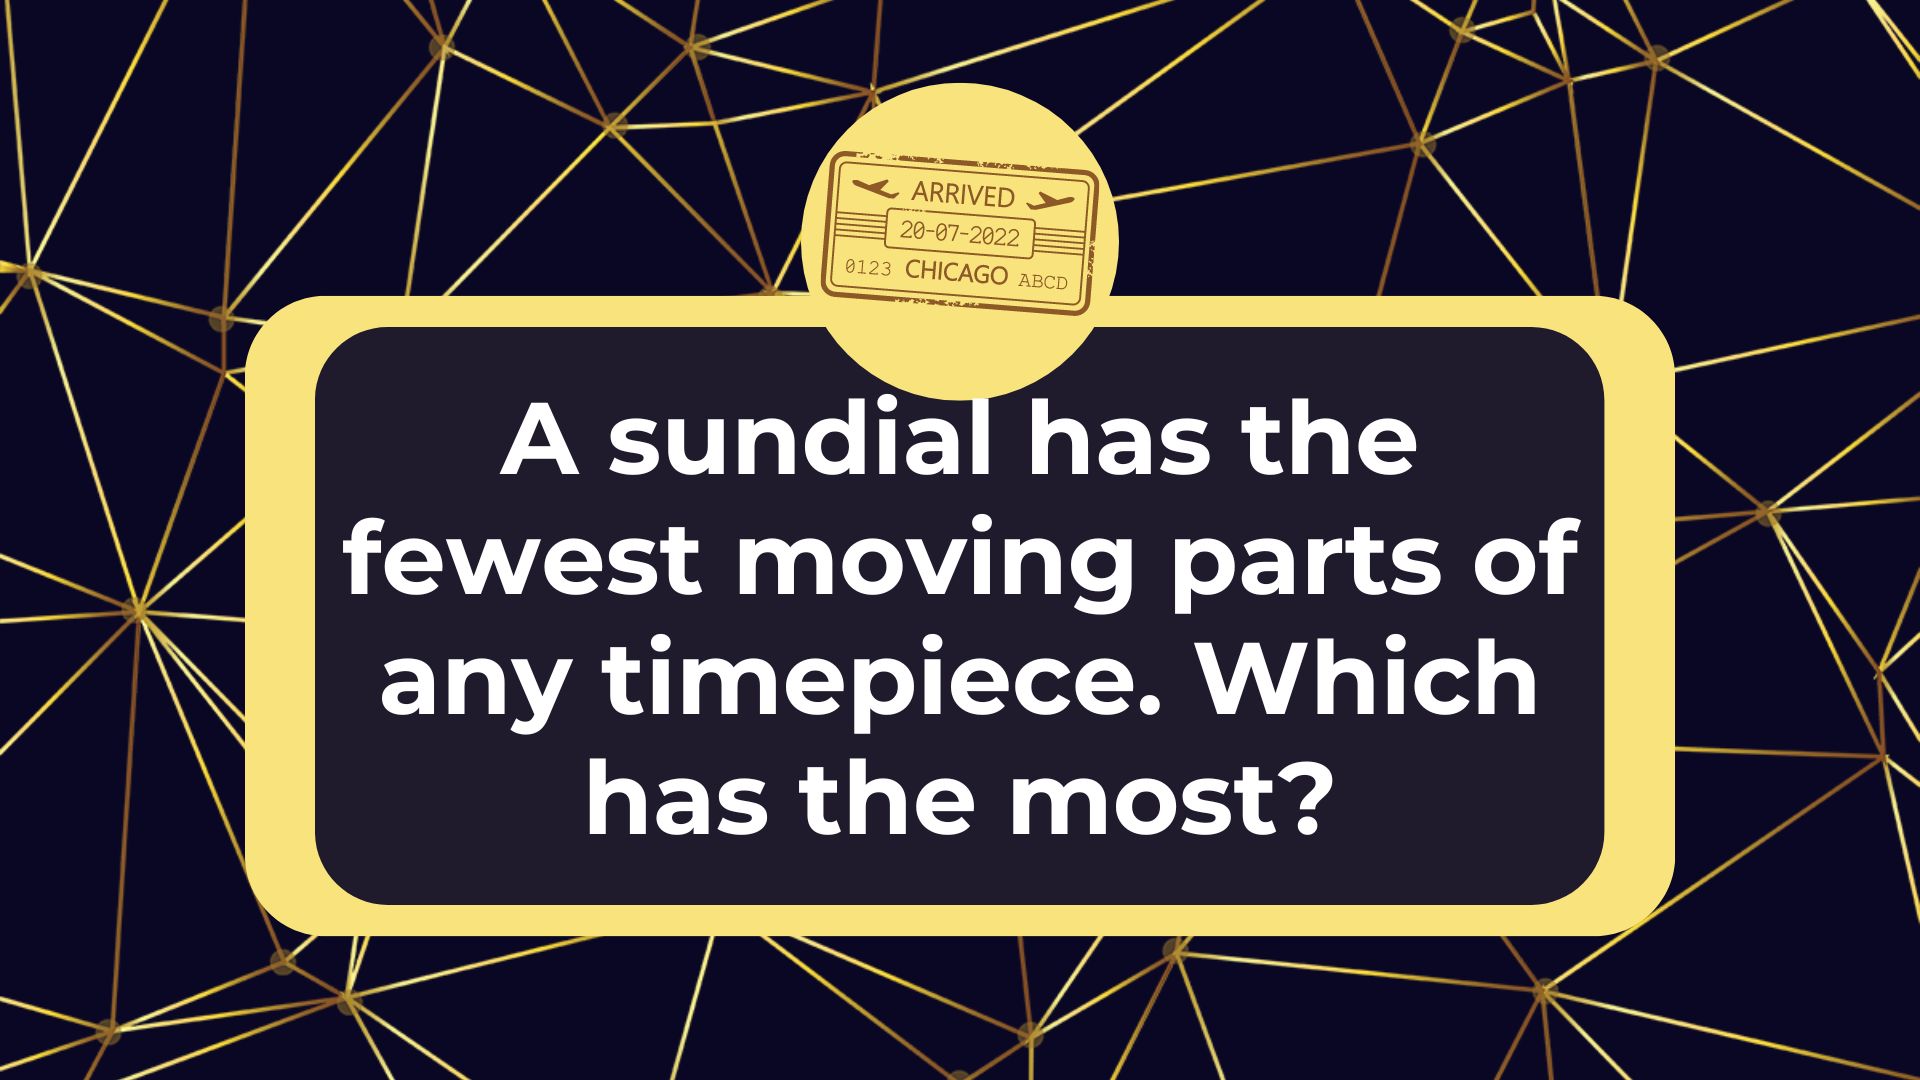 ARRIVED
20-07-2022
0123 CHICAGO ABCD
A sundial has the
fewest moving parts of
any timepiece. Which
has the most?